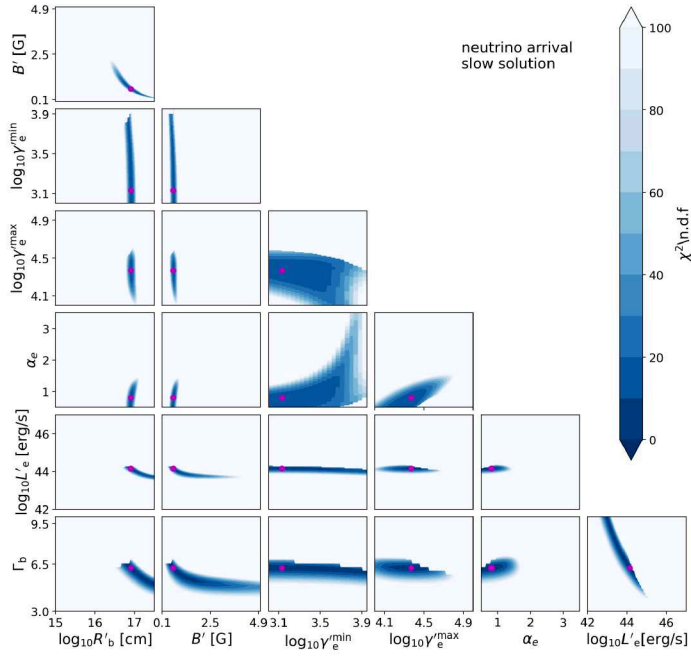 neutrino arrival
slow solution
B′ [G]
4.9
2.5
0.1
log₁₀γ′ₑᵐⁱⁿ
3.9
3.5
3.1
log₁₀γ′ₑᵐᵃˣ
4.9
4.5
4.1
αₑ
3
2
1
log₁₀L′ₑ [erg/s]
46
44
42
Γb
9.5
6.5
3.0
15 16 17
0.1 2.5 4.9
3.1 3.5 3.9
4.1 4.5 4.9
1 2 3
42 44 46
log₁₀R′b [cm]
B′ [G]
log₁₀γ′ₑᵐⁱⁿ
log₁₀γ′ₑᵐᵃˣ
αₑ
log₁₀L′ₑ[erg/s]
100
80
60
40
20
0
χ²\n.d.f